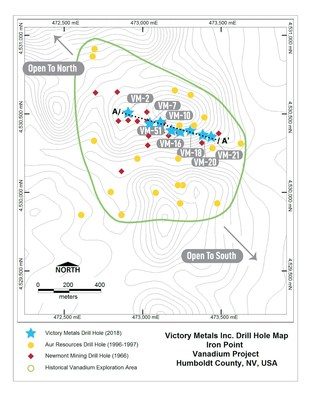 472,500 mE 473,000 mE 473,500 mE
4,531,000 mN
4,531,000 mN
Open To North
VM-2
A/
VM-7
VM-10
4,530,500 mN
4,530,500 mN
VM-51
/ A'
VM-16
VM-18
VM-21
VM-20
4,530,000 mN
4,530,000 mN
Open To South
NORTH
4,529,500 mN
4,529,500 mN
0 200 400
meters
472,500 mE 473,000 mE 473,500 mE
Victory Metals Drill Hole (2018)
Aur Resources Drill Hole (1996-1997)
Newmont Mining Drill Hole (1966)
Historical Vanadium Exploration Area
Victory Metals Inc. Drill Hole Map
Iron Point
Vanadium Project
Humboldt County, NV, USA